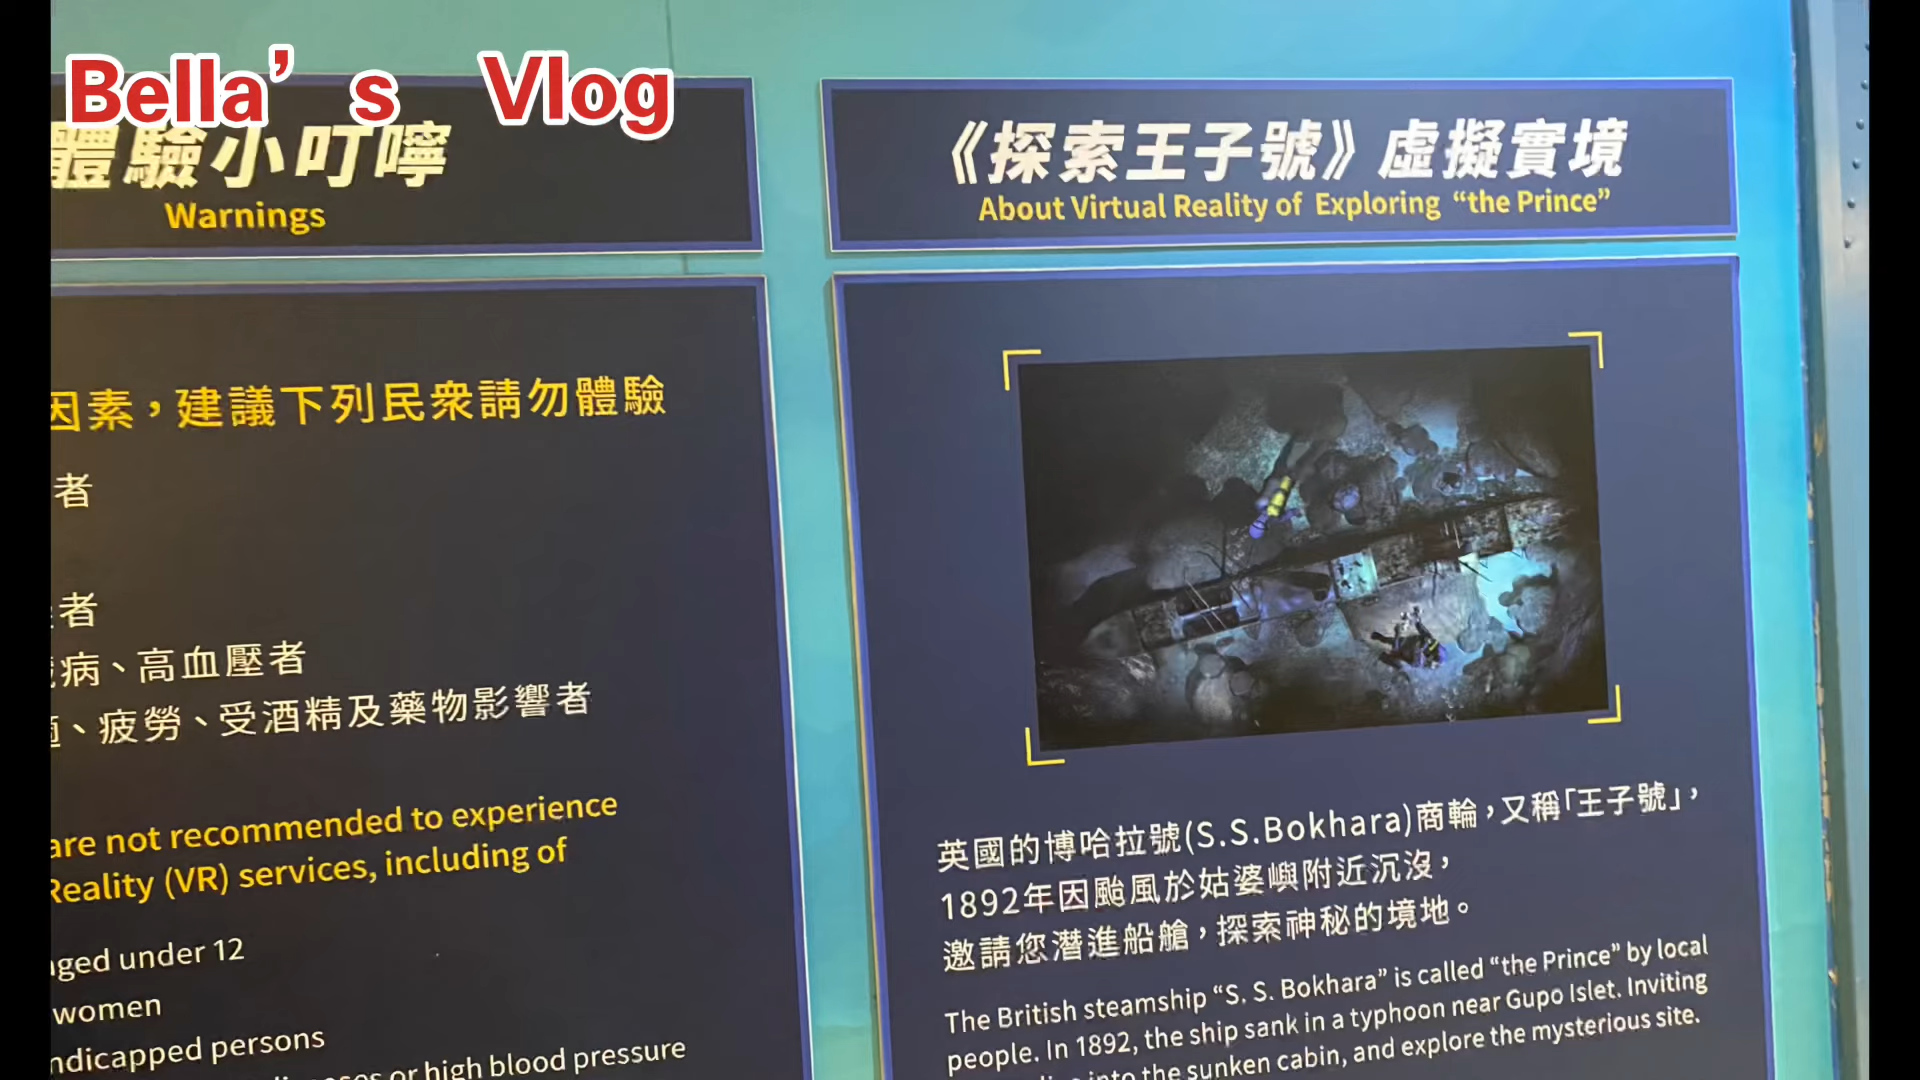 Bella’s Vlog
體驗小叮嚀
Warnings
因素，建議下列民眾請勿體驗
者
者
病、高血壓者
、疲勞、受酒精及藥物影響者
are not recommended to experience
Reality (VR) services, including of
aged under 12
women
persons
or high blood pressure
《探索王子號》虛擬實境
About Virtual Reality of Exploring “the Prince”
英國的博哈拉號(S.S.Bokhara)商輪，又稱「王子號」，
1892年因颱風於姑婆嶼附近沉沒，
邀請您潛進船艙，探索神秘的境地。
The British steamship “S. S. Bokhara” is called “the Prince” by local
people. In 1892, the ship sank in a typhoon near Gupo Islet. Inviting
into the sunken cabin, and explore the mysterious site.